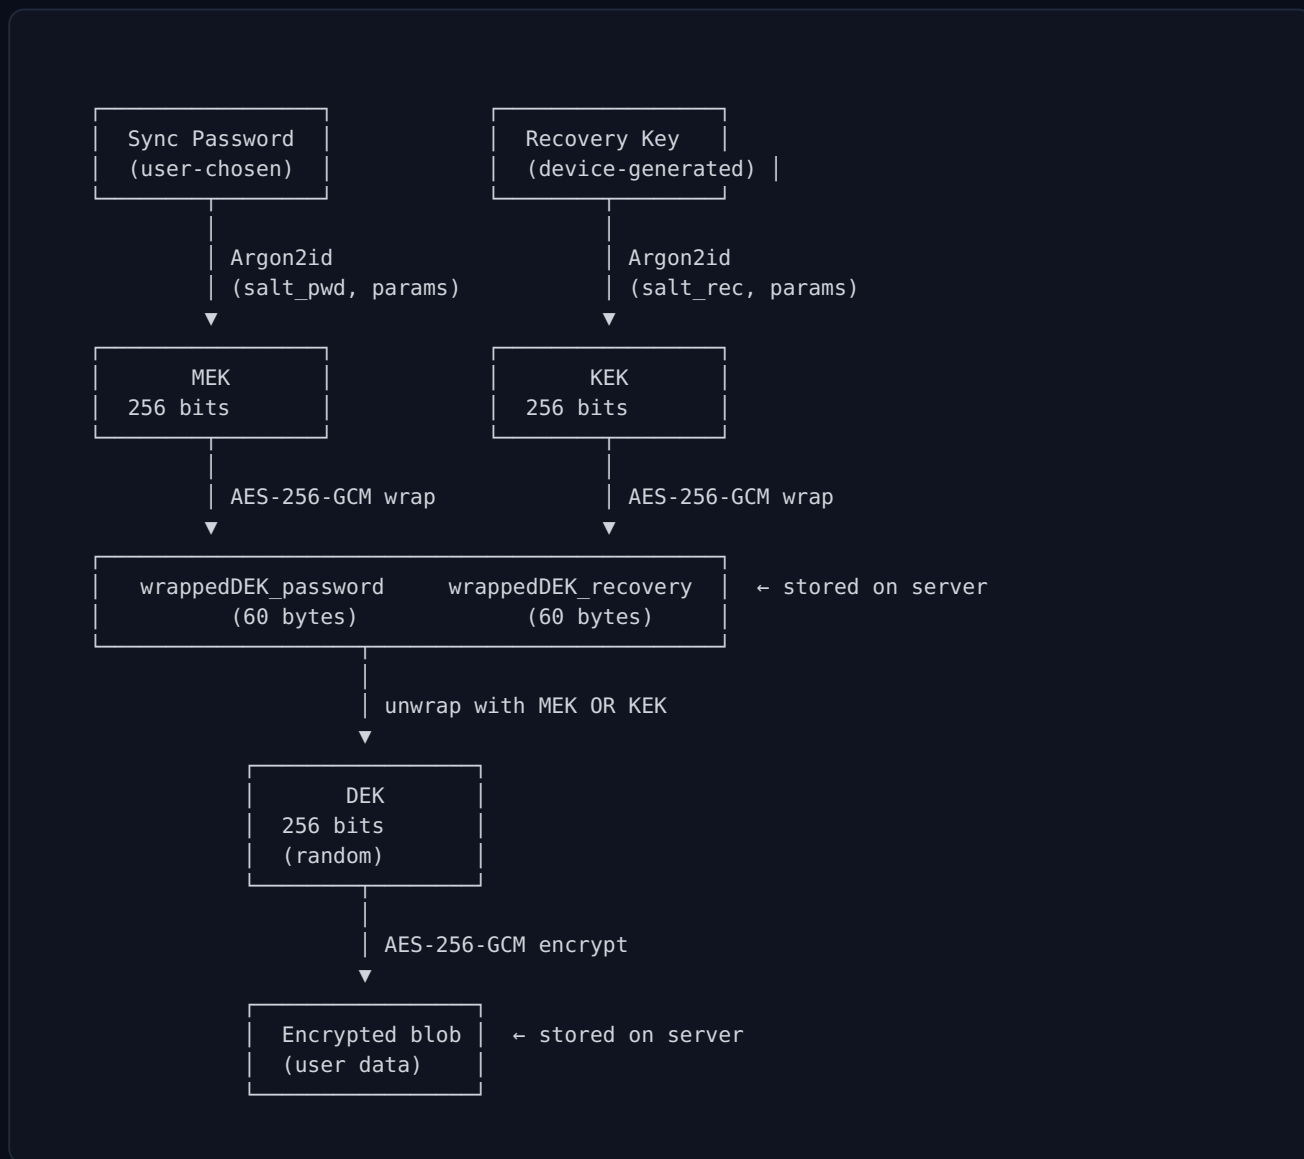 Sync Password Recovery Key
(user-chosen) (device-generated)
Argon2id Argon2id
(salt_pwd, params) (salt_rec, params)
MEK KEK
256 bits 256 bits
AES-256-GCM wrap AES-256-GCM wrap
wrappedDEK_password wrappedDEK_recovery ← stored on server
(60 bytes) (60 bytes)
unwrap with MEK OR KEK
DEK
256 bits
(random)
AES-256-GCM encrypt
Encrypted blob ← stored on server
(user data)